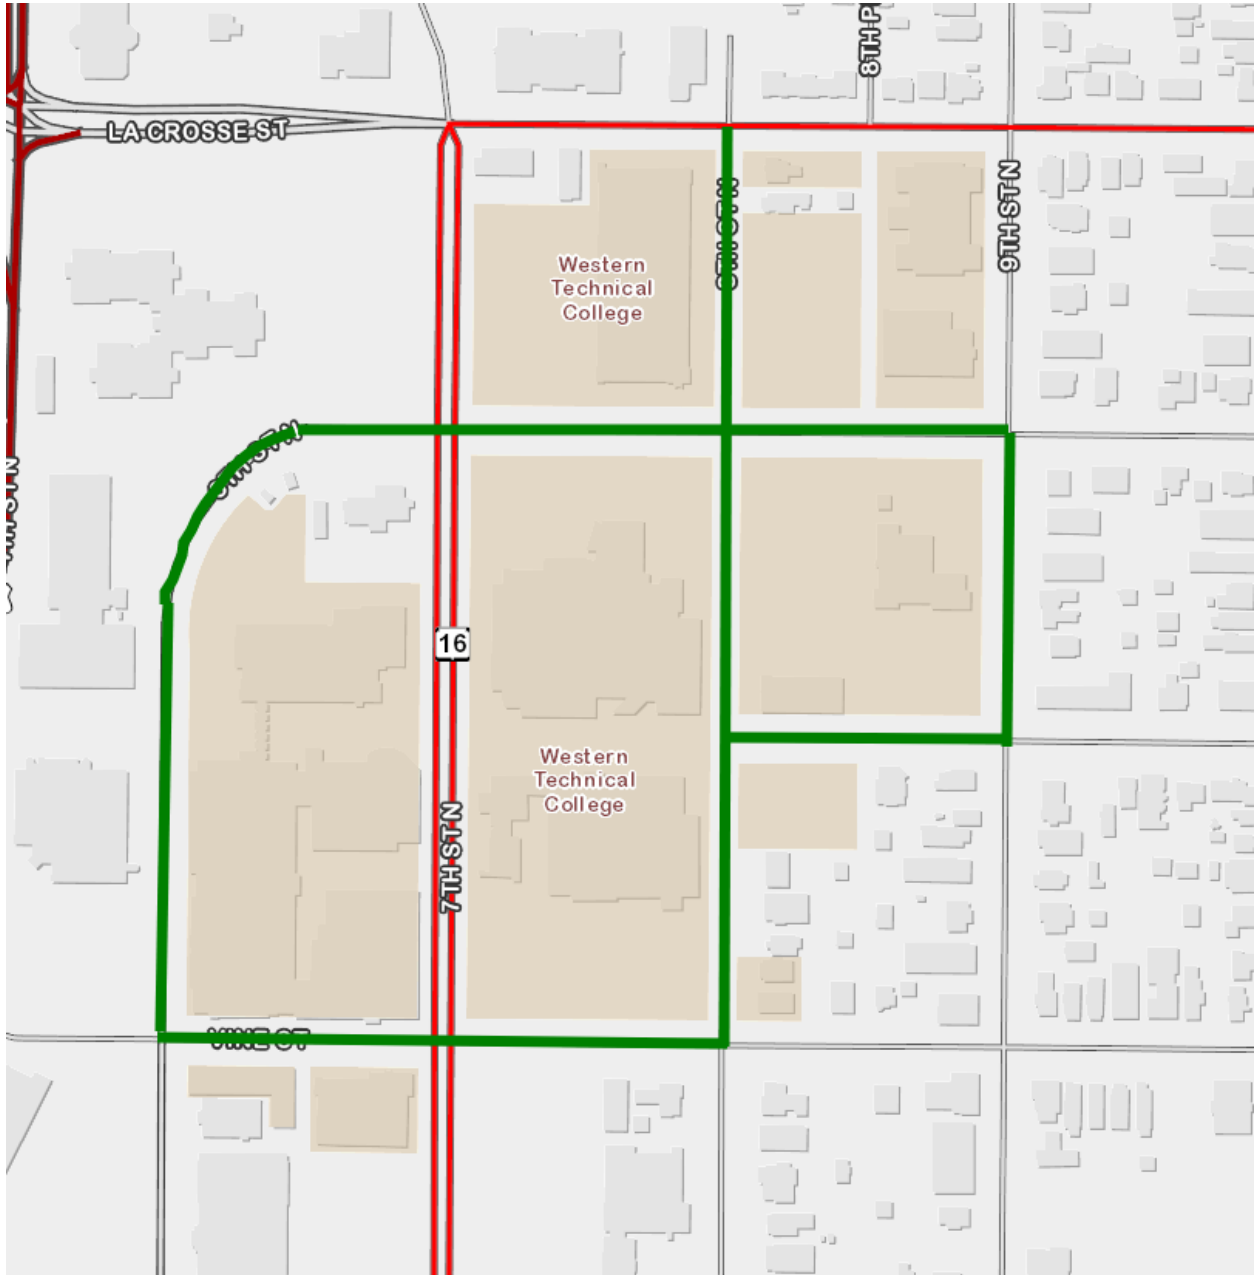 8TH P
LA CROSSE ST
9TH ST N
Western
Technical
College
16
Western
Technical
College
7TH ST N